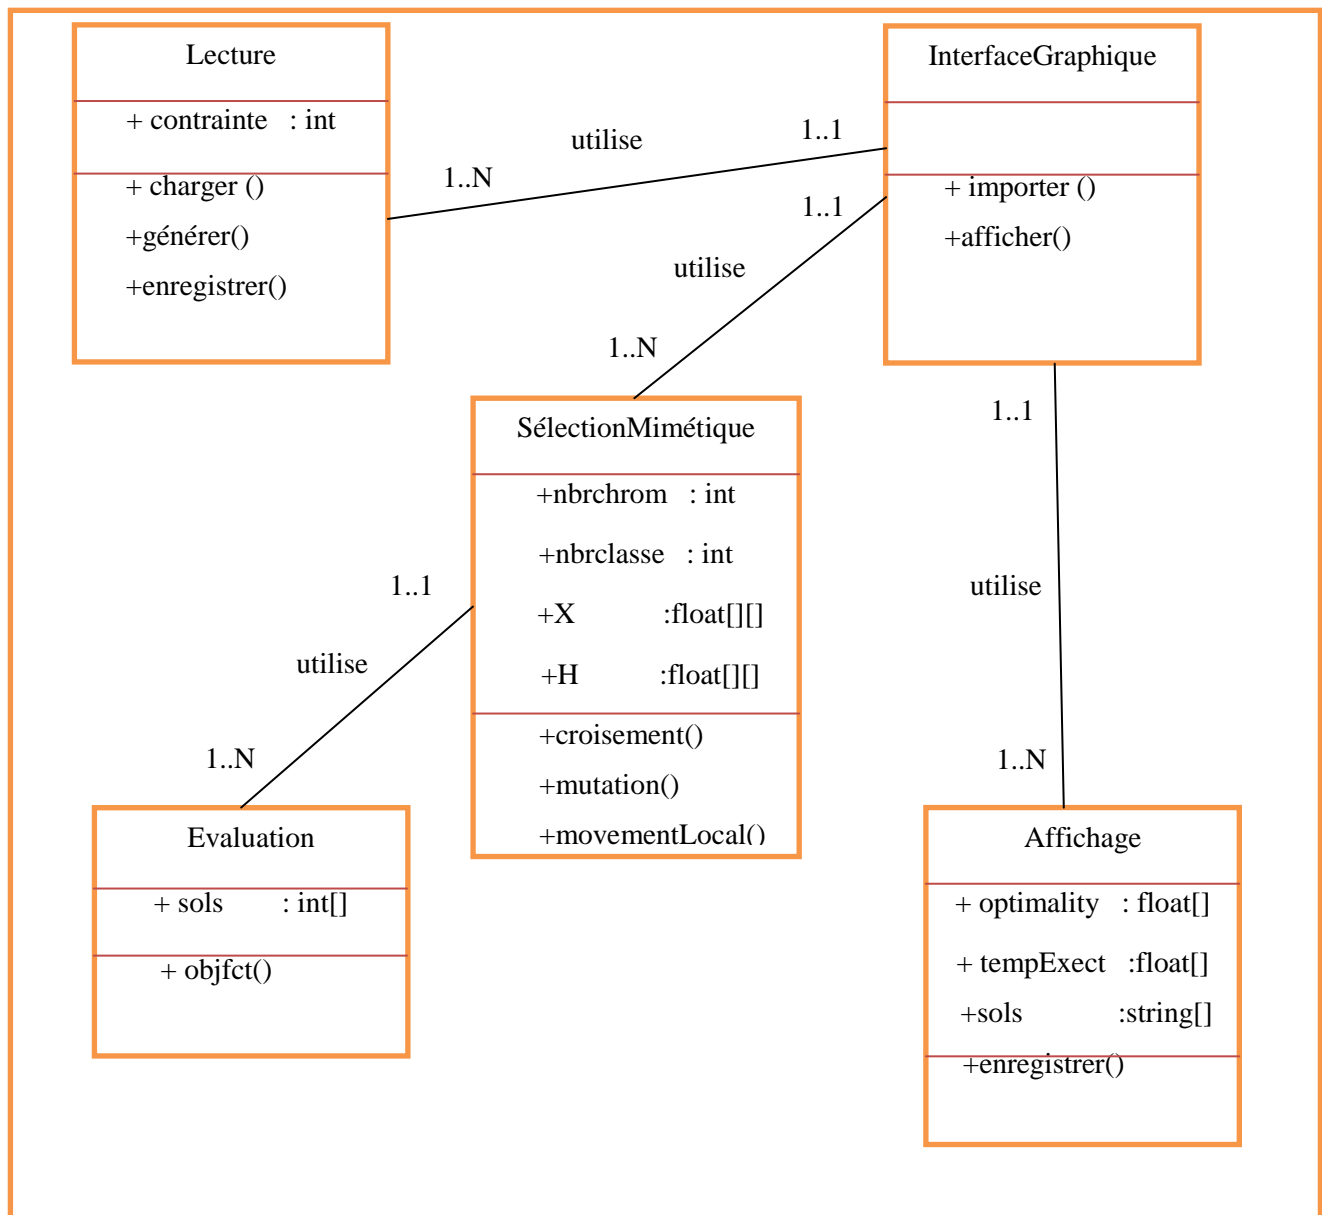 Lecture
+ contrainte : int
+ charger ()
+générer()
+enregistrer()
utilise
1..N
1..1
InterfaceGraphique
+ importer ()
+afficher()
1..1
utilise
1..N
SélectionMimétique
+nbrchrom : int
+nbrclasse : int
+X :float[][]
+H :float[][]
+croisement()
+mutation()
+movementLocal()
1..1
utilise
1..N
1..1
utilise
1..N
Evaluation
+ sols : int[]
+ objfct()
Affichage
+ optimality : float[]
+ tempExect :float[]
+sols :string[]
+enregistrer()